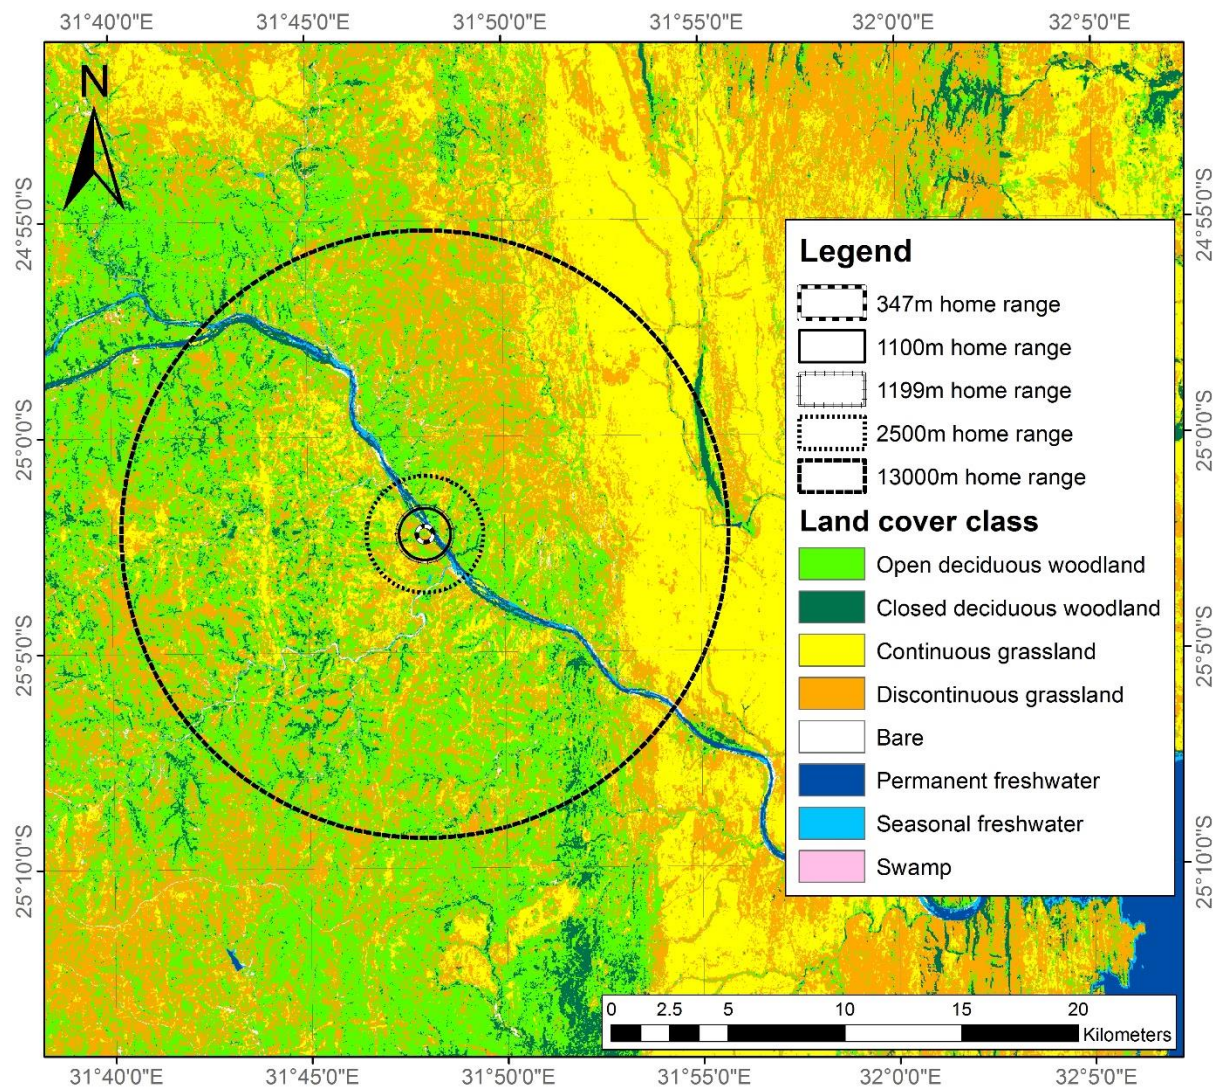 31°40'0"E 31°45'0"E 31°50'0"E 31°55'0"E 32°0'0"E 32°5'0"E
N
24°55'0"S
24°55'0"S
Legend
347m home range
1100m home range
1199m home range
2500m home range
13000m home range
Land cover class
Open deciduous woodland
Closed deciduous woodland
Continuous grassland
Discontinuous grassland
Bare
Permanent freshwater
Seasonal freshwater
Swamp
25°0'0"S
25°0'0"S
25°5'0"S
25°5'0"S
25°10'0"S
25°10'0"S
0 2.5 5 10 15 20
Kilometers
31°40'0"E 31°45'0"E 31°50'0"E 31°55'0"E 32°0'0"E 32°5'0"E